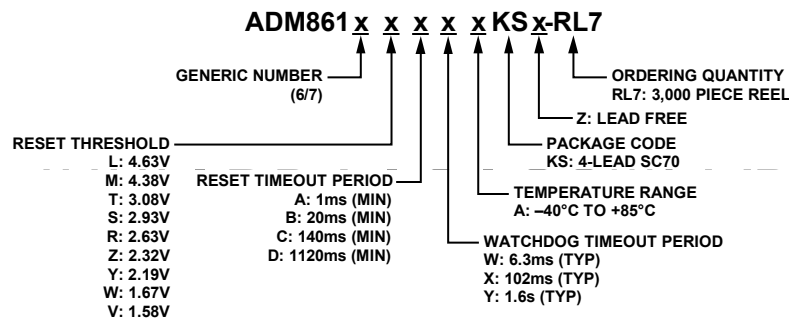 ADM861 x x x x x KS x-RL7
GENERIC NUMBER
(6/7)
ORDERING QUANTITY
RL7: 3,000 PIECE REEL
Z: LEAD FREE
PACKAGE CODE
KS: 4-LEAD SC70
TEMPERATURE RANGE
A: –40°C TO +85°C
WATCHDOG TIMEOUT PERIOD
W: 6.3ms (TYP)
X: 102ms (TYP)
Y: 1.6s (TYP)
RESET TIMEOUT PERIOD
A: 1ms (MIN)
B: 20ms (MIN)
C: 140ms (MIN)
D: 1120ms (MIN)
RESET THRESHOLD
L: 4.63V
M: 4.38V
T: 3.08V
S: 2.93V
R: 2.63V
Z: 2.32V
Y: 2.19V
W: 1.67V
V: 1.58V